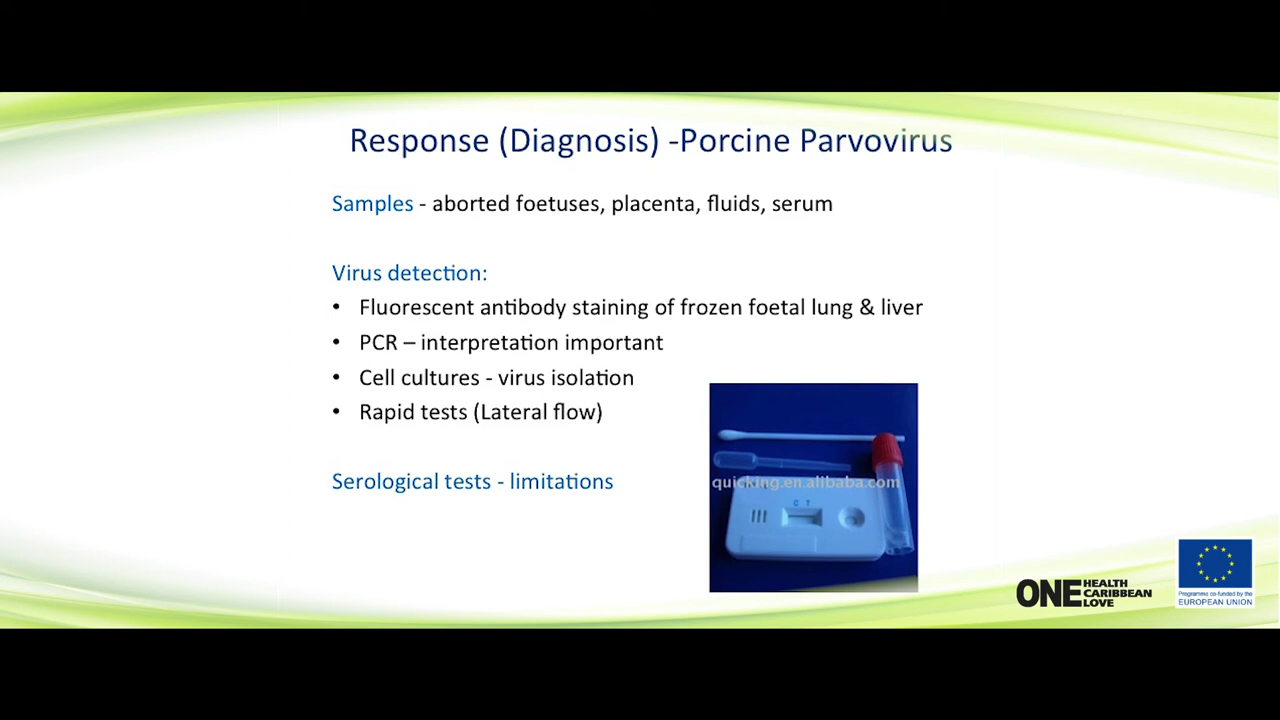 Response (Diagnosis) -Porcine Parvovirus
Samples - aborted foetuses, placenta, fluids, serum
Virus detection:
• Fluorescent antibody staining of frozen foetal lung & liver
• PCR – interpretation important
• Cell cultures - virus isolation
• Rapid tests (Lateral flow)
Serological tests - limitations
quicking.en.alibaba.com
C T
ONE HEALTH CARIBBEAN LOVE
Programme co-funded by the
EUROPEAN UNION